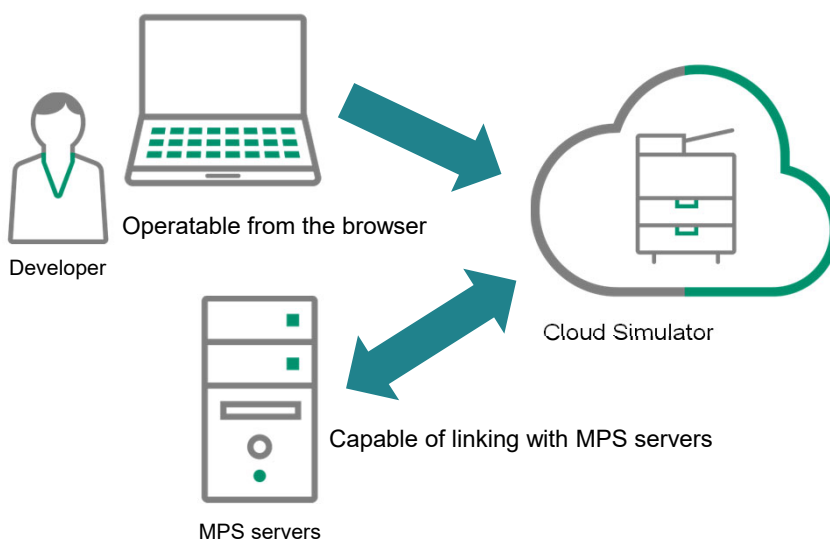 Operatable from the browser
Developer
Cloud Simulator
Capable of linking with MPS servers
MPS servers